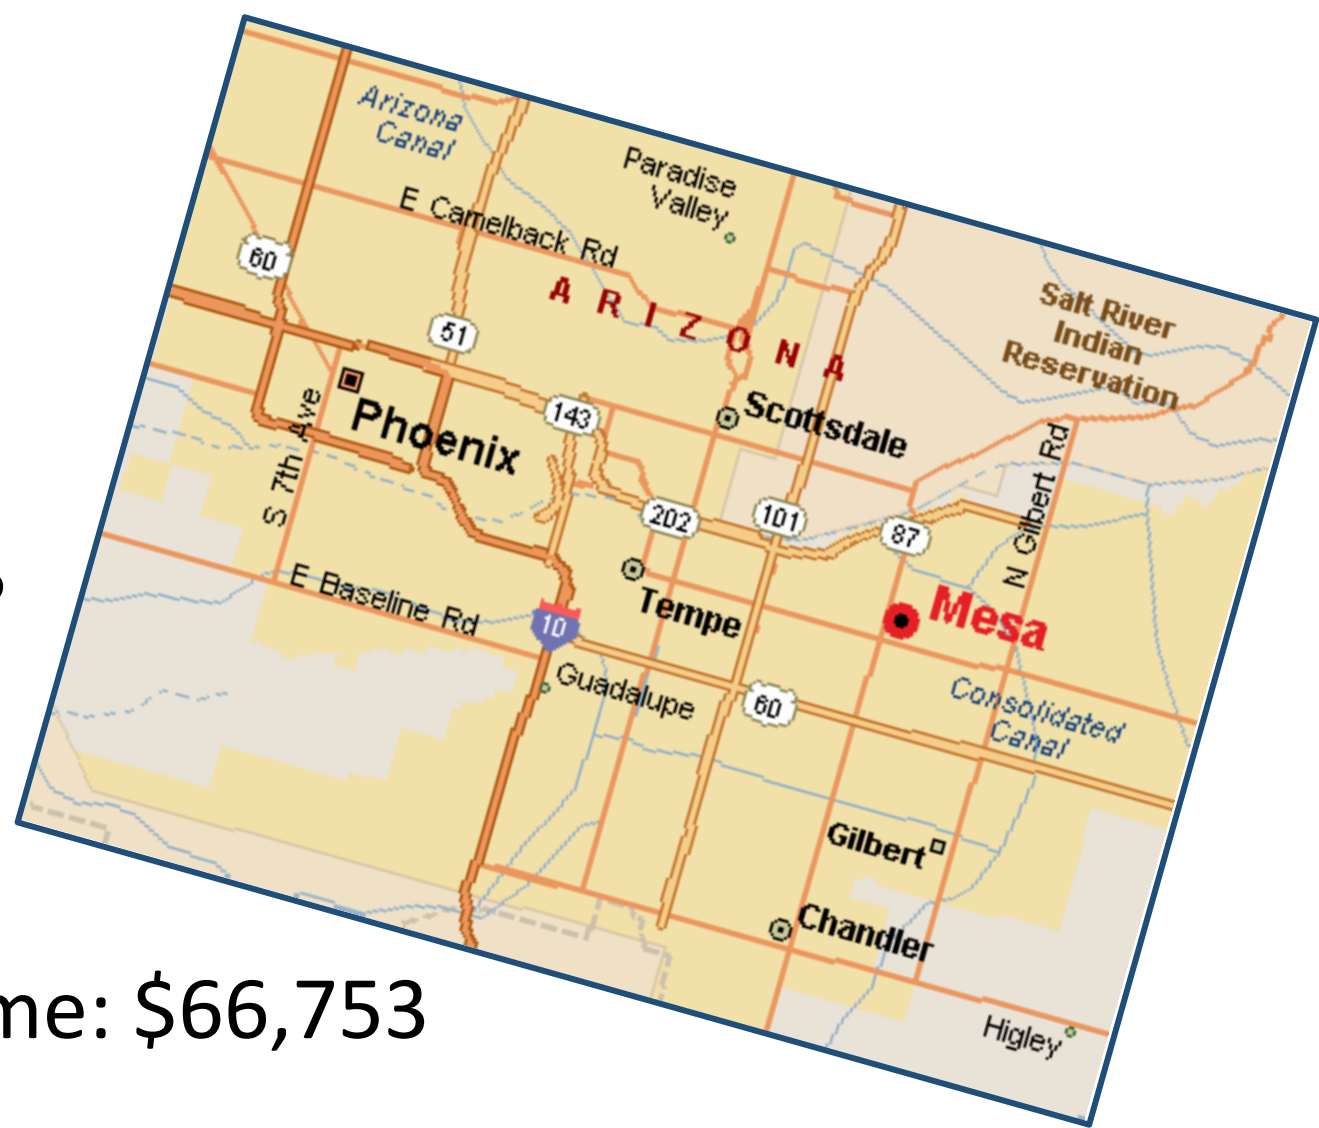 Arizona
Canal
Paradise
Valley
E Camelback Rd
60
ARIZONA
Salt River
Indian
Reservation
51
143
Scottsdale
S 7th Ave
Phoenix
202
101
87
N Gilbert Rd
E Baseline Rd
10
Tempe
Mesa
Guadalupe
60
Consolidated
Canal
Gilbert
Chandler
Higley
me: $66,753